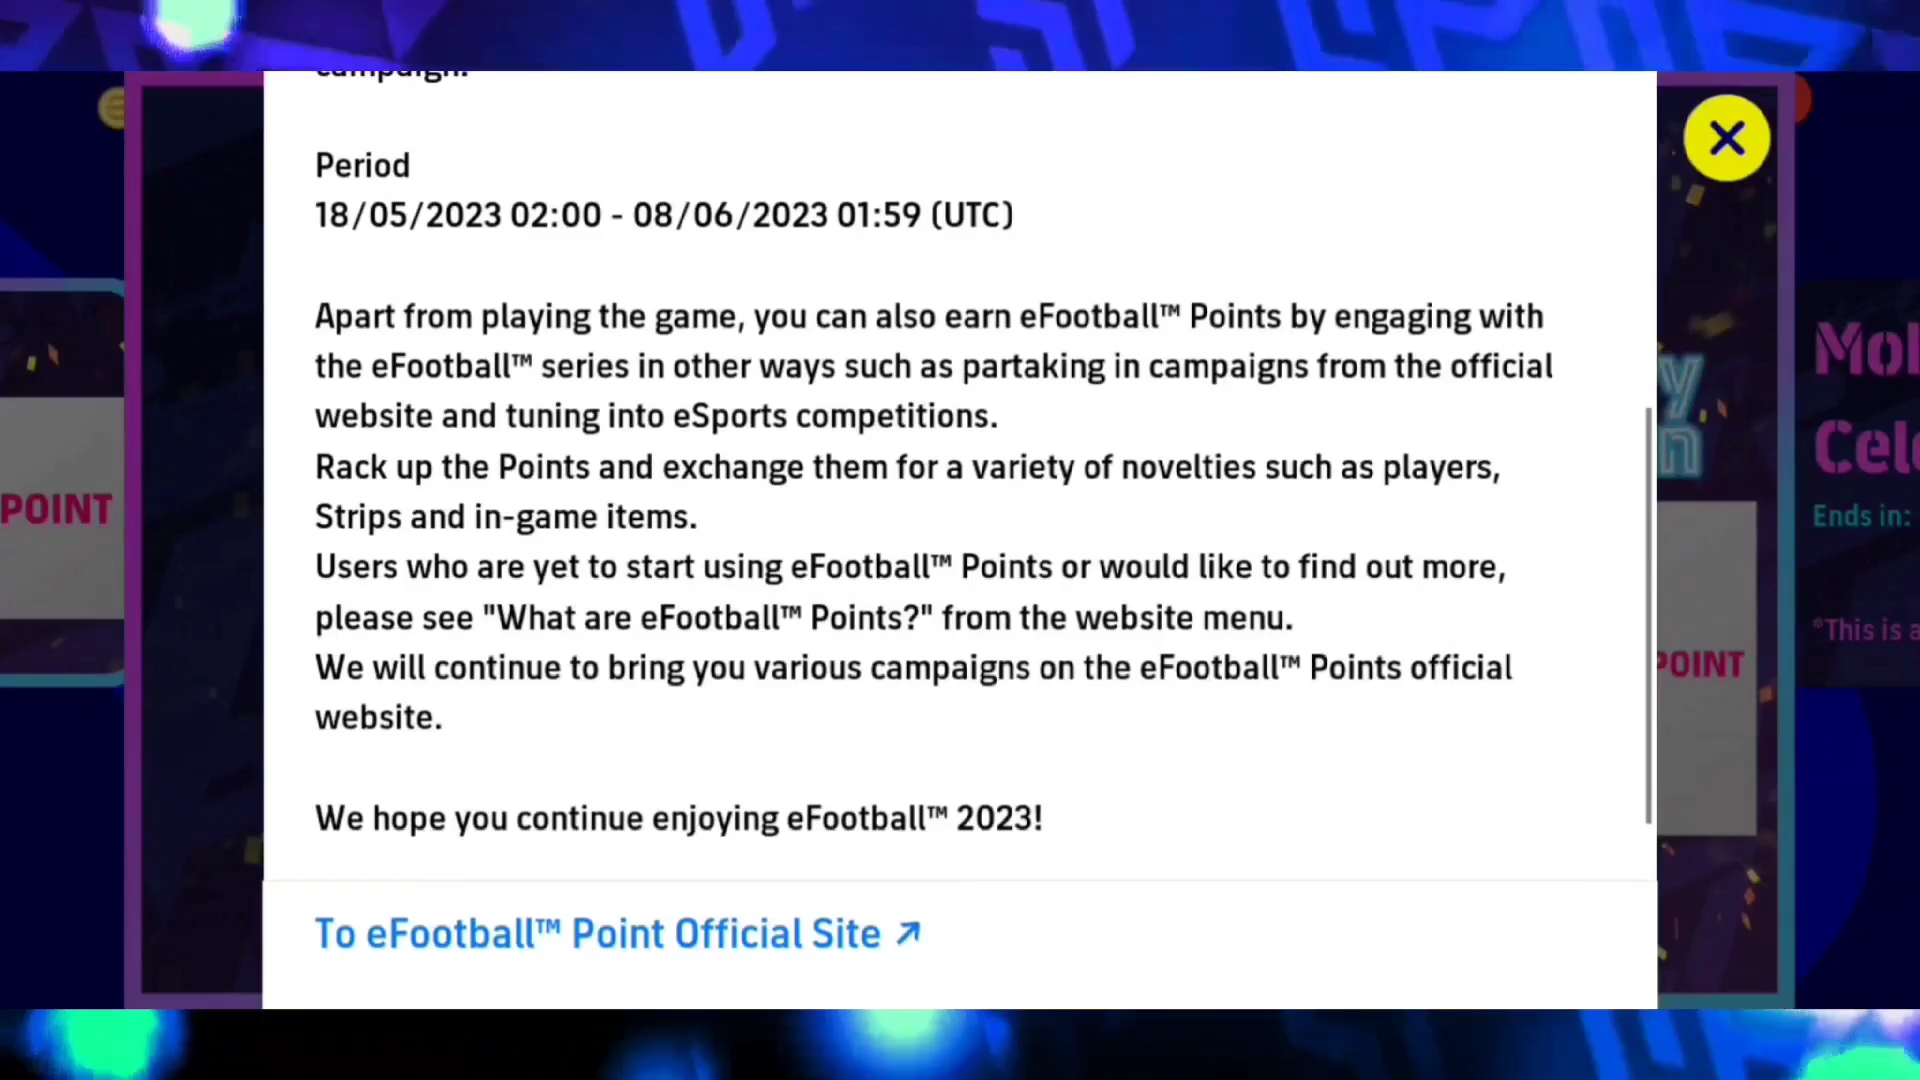 campaign.
Period
18/05/2023 02:00 - 08/06/2023 01:59 (UTC)
Apart from playing the game, you can also earn eFootball™ Points by engaging with
the eFootball™ series in other ways such as partaking in campaigns from the official
website and tuning into eSports competitions.
Rack up the Points and exchange them for a variety of novelties such as players,
Strips and in-game items.
Users who are yet to start using eFootball™ Points or would like to find out more,
please see "What are eFootball™ Points?" from the website menu.
We will continue to bring you various campaigns on the eFootball™ Points official
website.
We hope you continue enjoying eFootball™ 2023!
To eFootball™ Point Official Site ↗
POINT
POINT
Ends in:
*This is a